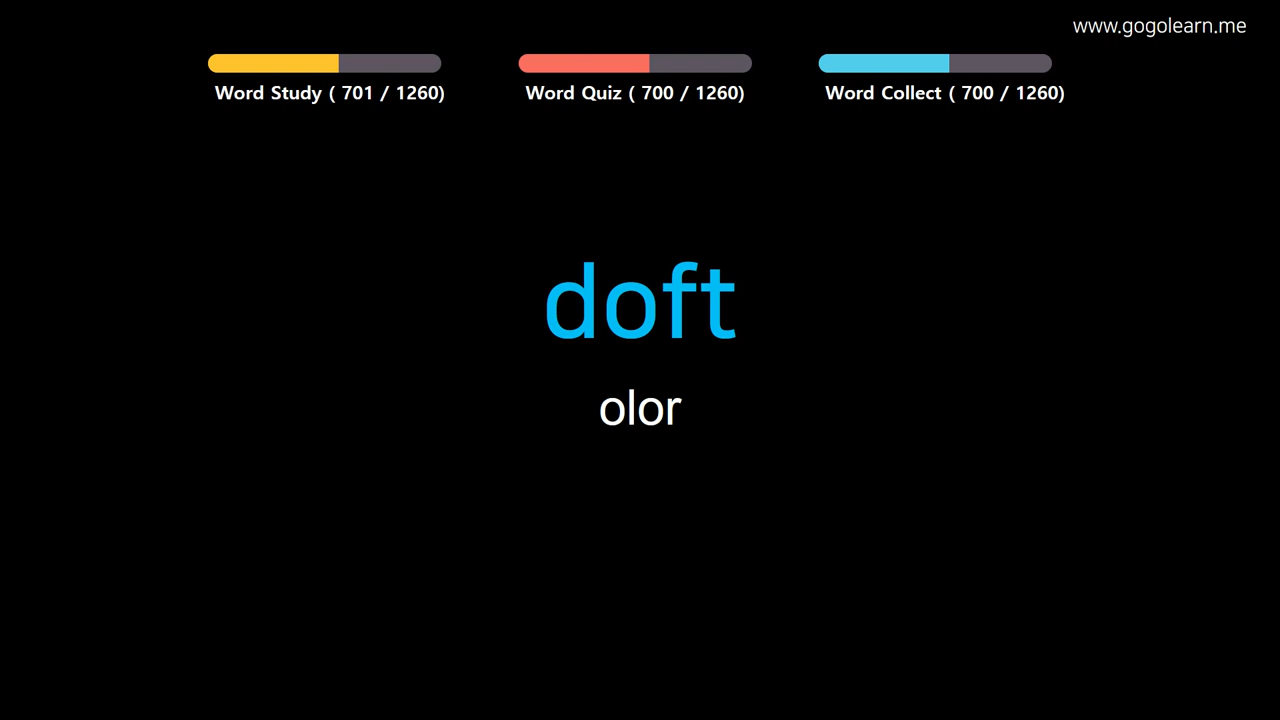 www.gogolearn.me
Word Study ( 701 / 1260)
Word Quiz ( 700 / 1260)
Word Collect ( 700 / 1260)
doft
olor